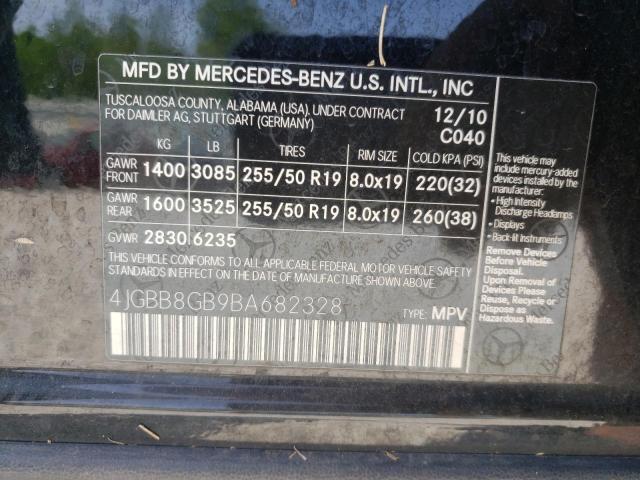 MFD BY MERCEDES-BENZ U.S. INTL., INC
TUSCALOOSA COUNTY, ALABAMA (USA), UNDER CONTRACT 12/10
FOR DAIMLER AG, STUTTGART (GERMANY) C040
KG LB TIRES RIM SIZE COLD KPA (PSI)
GAWR FRONT 1400 3085 255/50 R19 8.0x19 220(32)
GAWR REAR 1600 3525 255/50 R19 8.0x19 260(38)
GVWR 2830 6235
THIS VEHICLE CONFORMS TO ALL APPLICABLE FEDERAL MOTOR VEHICLE SAFETY
STANDARDS IN EFFECT ON THE DATE OF MANUFACTURE SHOWN ABOVE.
4JGBB8GB9BA682328 TYPE: MPV
This vehicle may
include mercury-added
devices installed by the
manufacturer:
• High Intensity
Discharge Headlamps
• Displays
• Back-lit Instruments
Remove Devices
Before Vehicle
Disposal.
Upon Removal of
Devices Please
Reuse, Recycle or
Dispose as
Hazardous Waste.